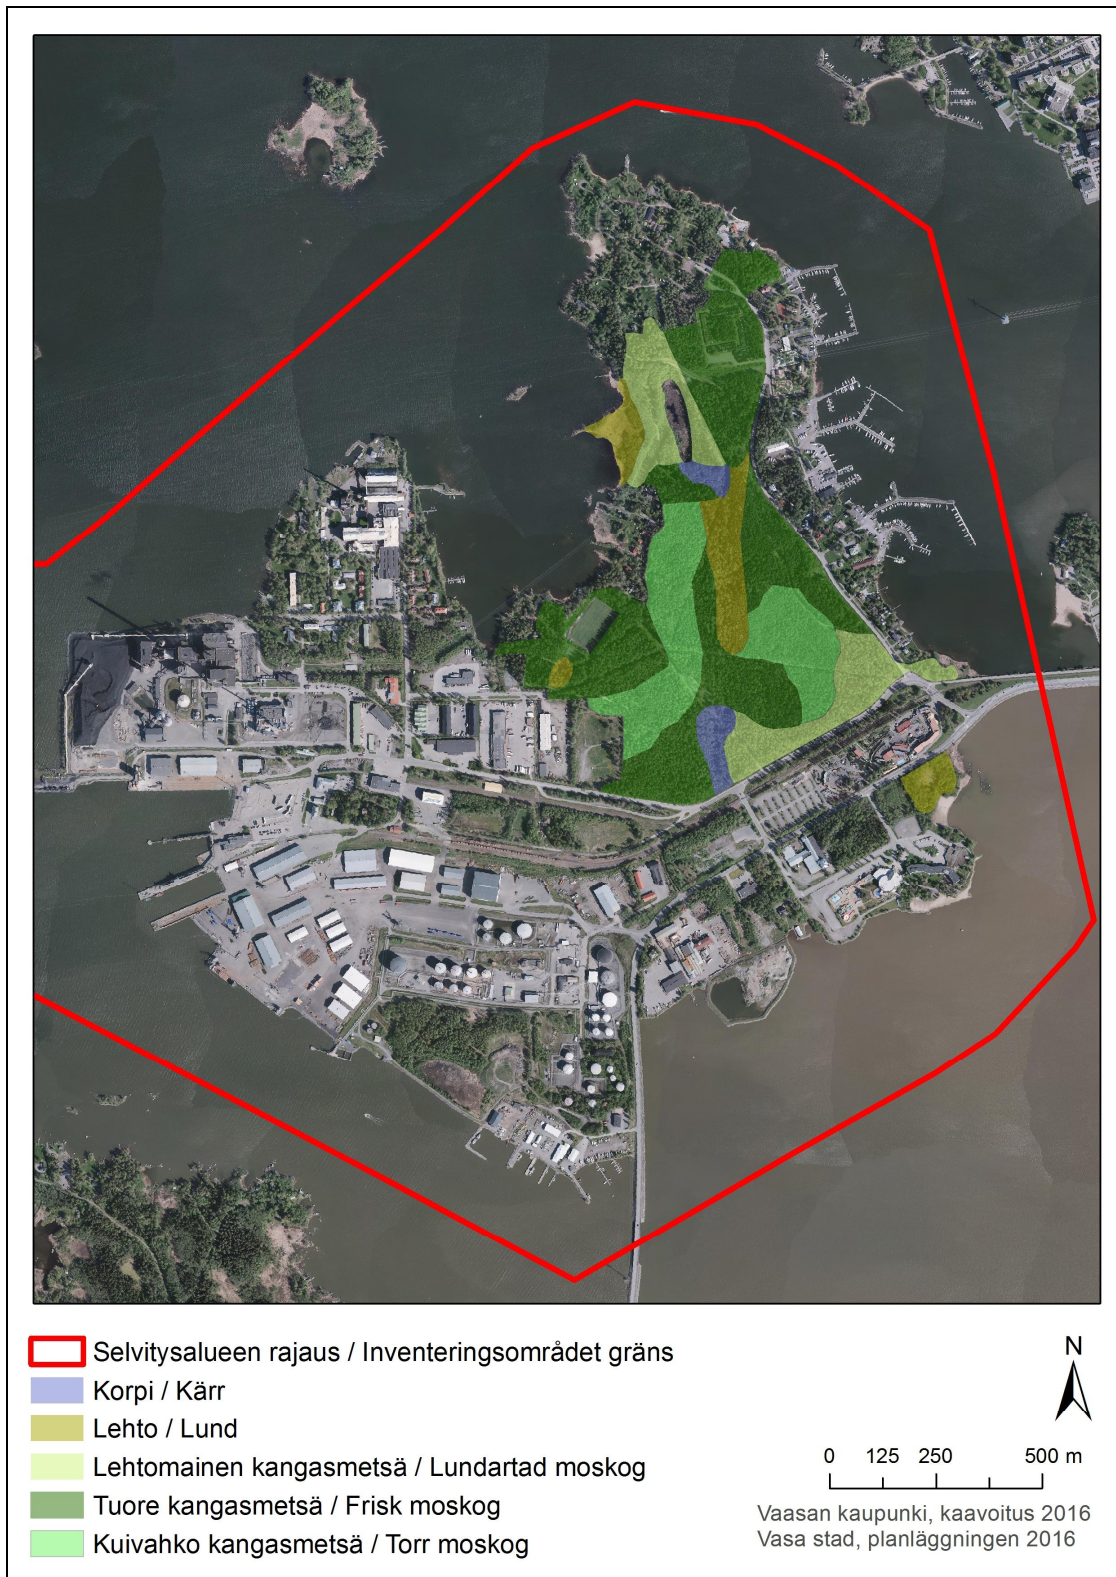 Selvitysalueen rajaus / Inventeringsområdet gräns
Korpi / Kärr
Lehto / Lund
Lehtomainen kangasmetsä / Lundartad moskog
Tuore kangasmetsä / Frisk moskog
Kuivahko kangasmetsä / Torr moskog
N
0 125 250 500 m
Vaasan kaupunki, kaavoitus 2016
Vasa stad, planläggningen 2016